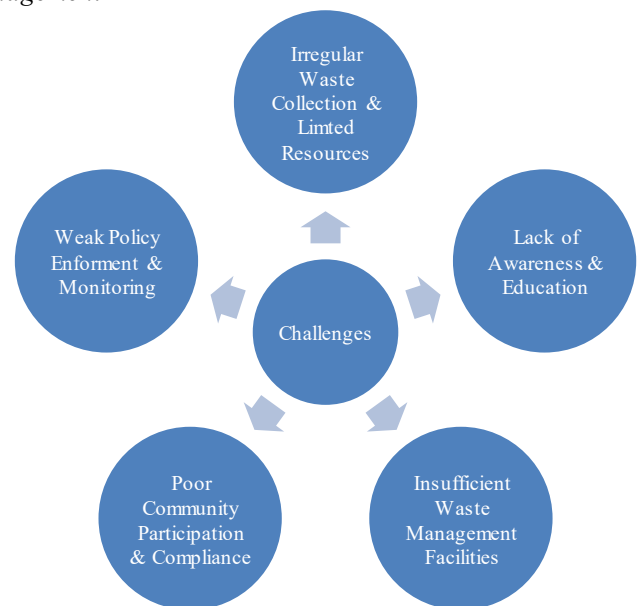 Irregular
Waste
Collection &
Limted
Resources
Weak Policy
Enforment &
Monitoring
Lack of
Awareness &
Education
Challenges
Poor
Community
Participation
& Compliance
Insufficient
Waste
Management
Facilities